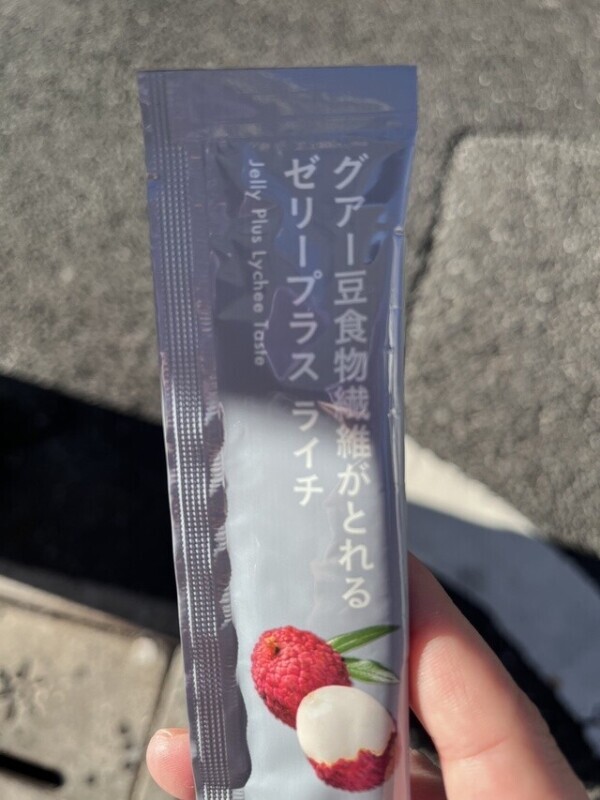 グアー豆食物繊維がとれる
ゼリープラス ライチ
Jelly Plus Lychee Taste